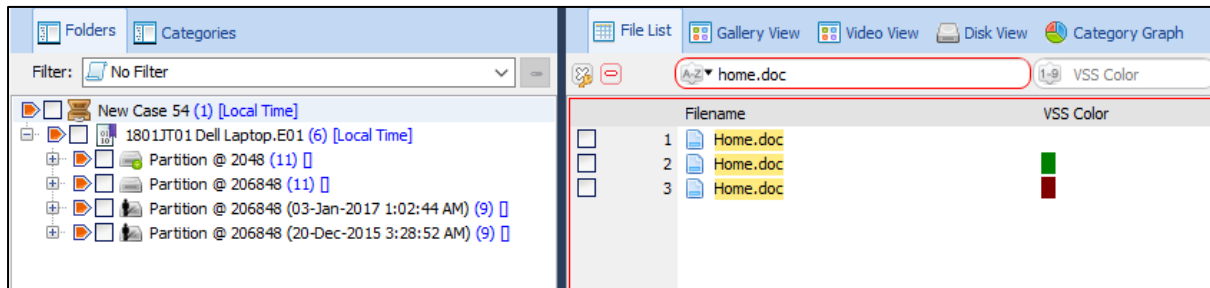 Folders Categories
Filter: No Filter
New Case 54 (1) [Local Time]
1801JT01 Dell Laptop.E01 (6) [Local Time]
Partition @ 2048 (11) []
Partition @ 206848 (11) []
Partition @ 206848 (03-Jan-2017 1:02:44 AM) (9) []
Partition @ 206848 (20-Dec-2015 3:28:52 AM) (9) []
File List Gallery View Video View Disk View Category Graph
A-Z home.doc 1-9 VSS Color
Filename VSS Color
1 Home.doc
2 Home.doc
3 Home.doc